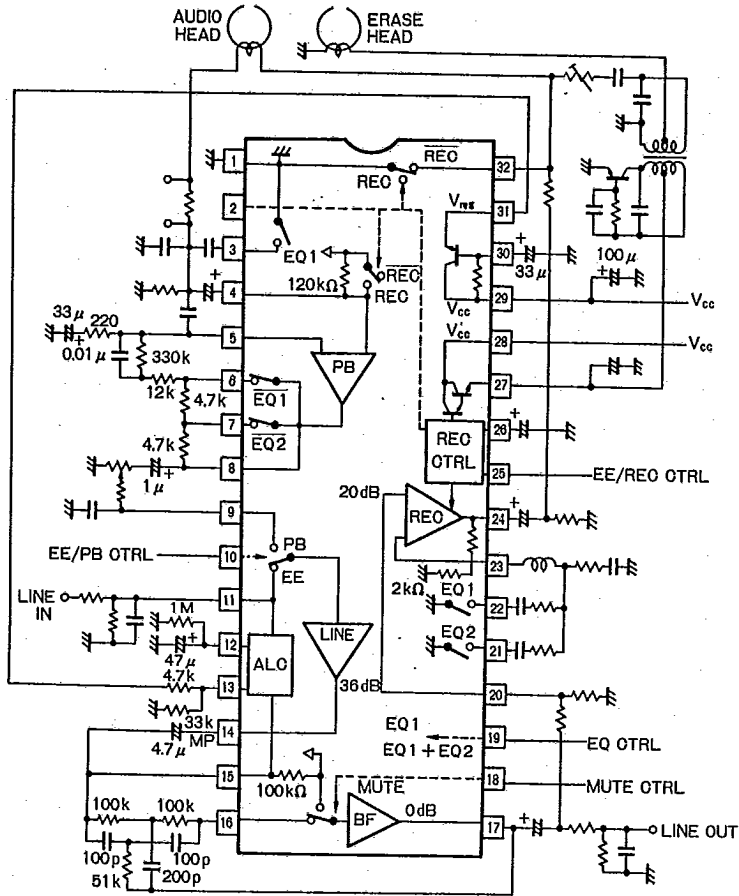 AUDIO HEAD
ERASE HEAD
1
2
3
4
5
6
7
8
9
10
11
12
13
14
15
16
32
31
30
29
28
27
26
25
24
23
22
21
20
19
18
17
REC
REC
Vres
EQ1
REC
REC
120kΩ
33μ
100μ
Vcc
Vcc
Vcc'
Vcc
33μ
220
0.01μ
330k
12k
4.7k
4.7k
1μ
PB
EQ1
EQ2
REC CTRL
EE/REC CTRL
20dB
REC
2kΩ
EQ1
EQ2
EE/PB CTRL
PB
EE
LINE IN
1M
47μ
4.7k
33k
MP
4.7μ
ALC
LINE
36dB
EQ1
EQ1+EQ2
EQ CTRL
MUTE CTRL
100kΩ
MUTE
BF
0dB
LINE OUT
100k
100k
100p
100p
200p
51k